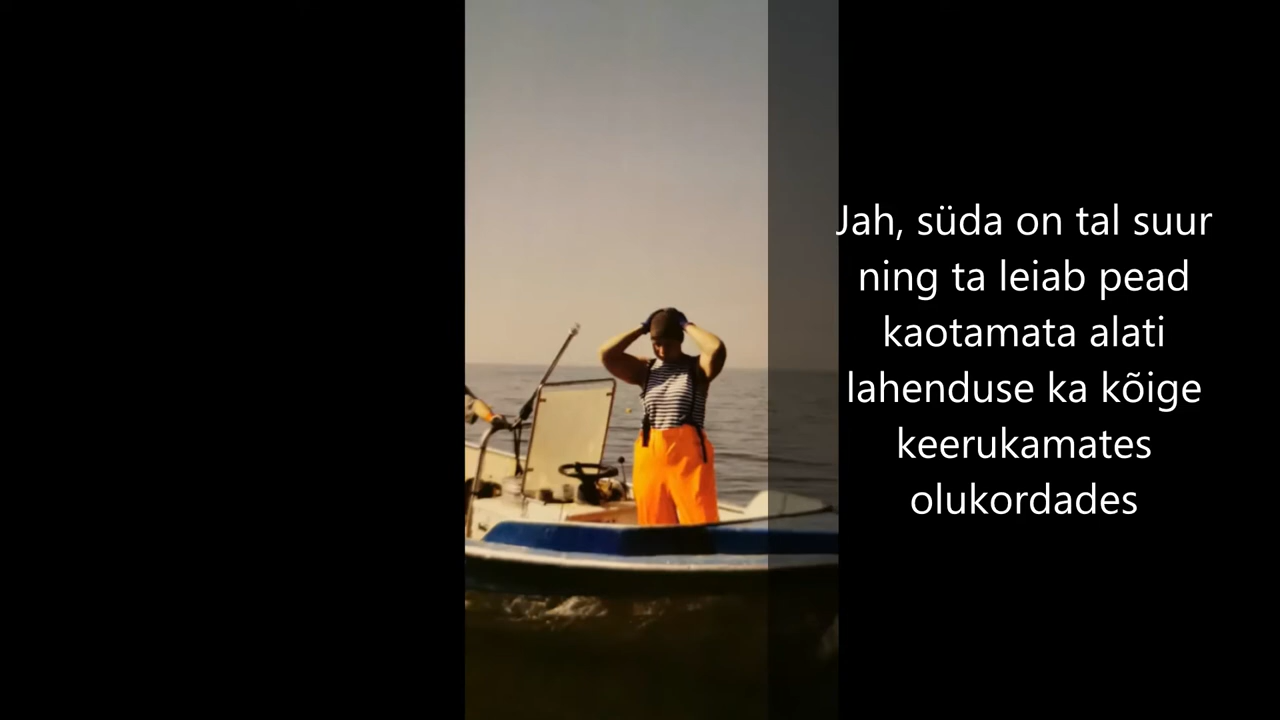 Jah, süda on tal suur
ning ta leiab pead
kaotamata alati
lahenduse ka kõige
keerukamates
olukordades